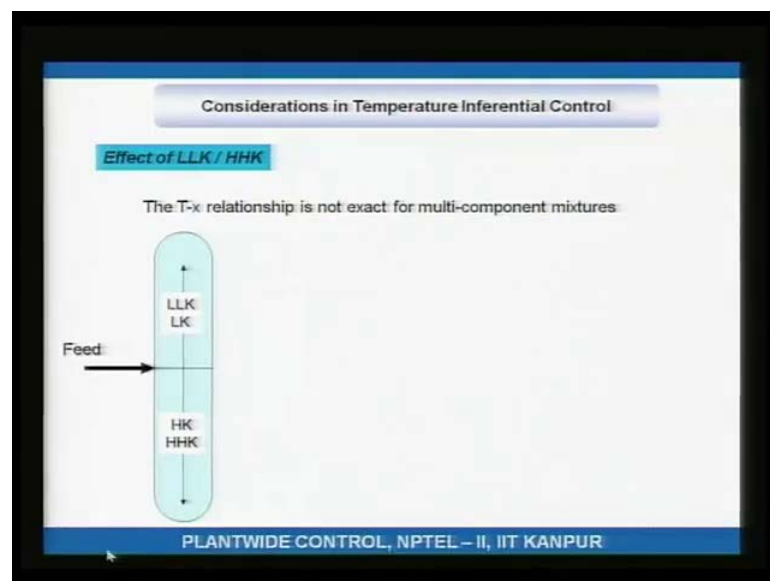 Considerations in Temperature Inferential Control
Effect of LLK / HHK
The T-x relationship is not exact for multi-component mixtures
LLK
LK
Feed
HK
HHK
PLANTWIDE CONTROL, NPTEL – II, IIT KANPUR